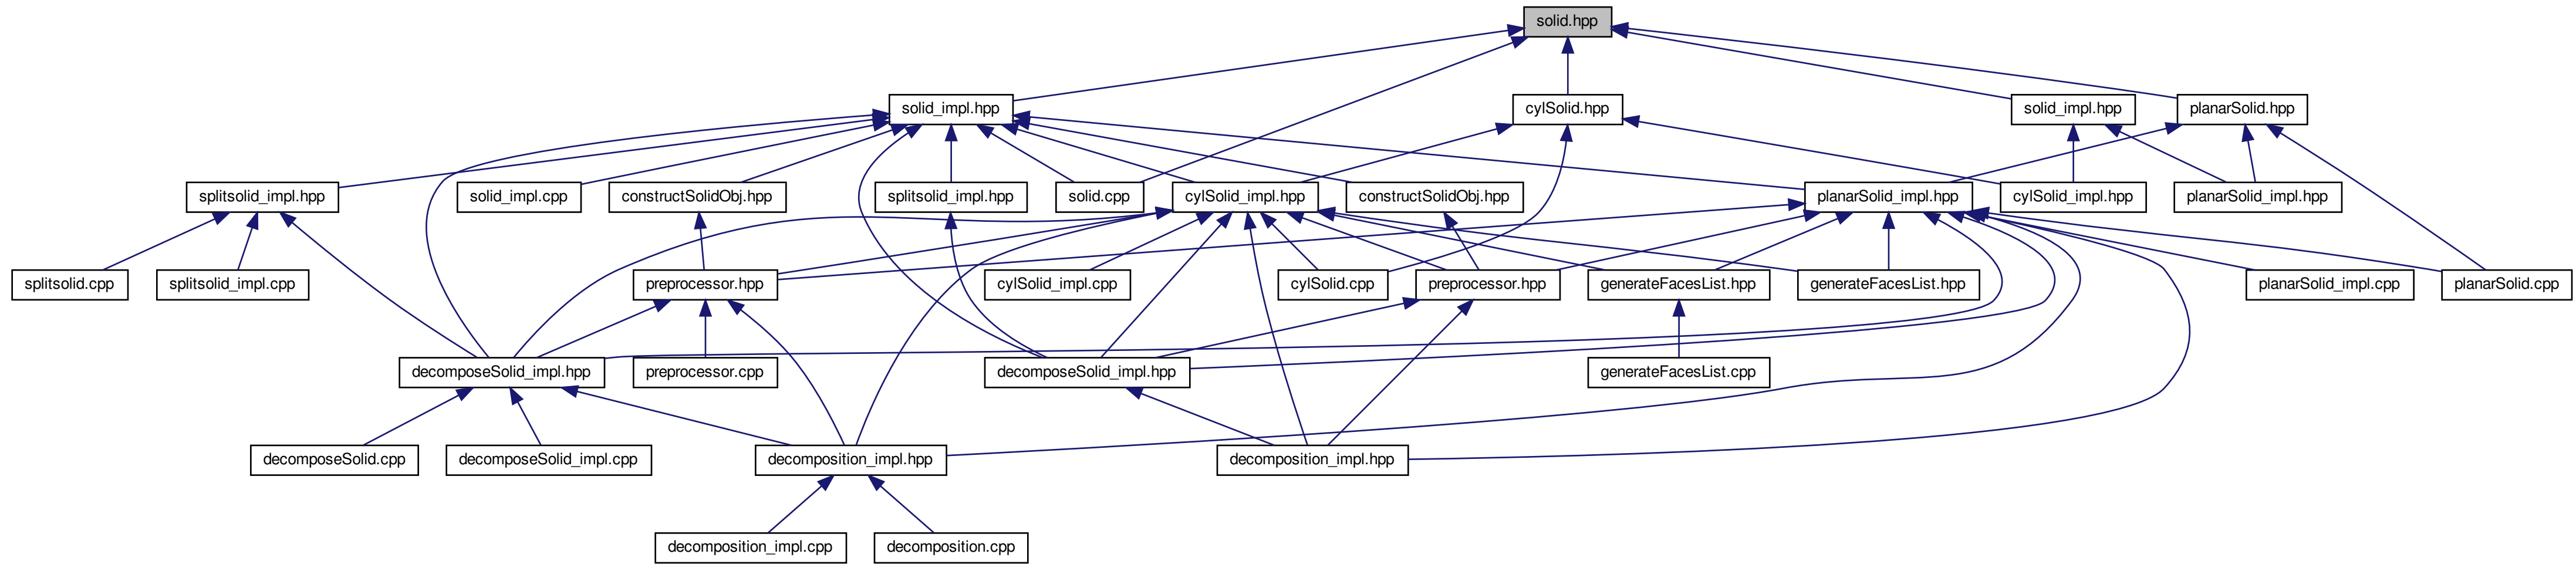 solid.hpp
solid_impl.hpp
cylSolid.hpp
solid_impl.hpp
planarSolid.hpp
splitsolid_impl.hpp
solid_impl.cpp
constructSolidObj.hpp
splitsolid_impl.hpp
solid.cpp
cylSolid_impl.hpp
constructSolidObj.hpp
planarSolid_impl.hpp
cylSolid_impl.hpp
planarSolid_impl.hpp
splitsolid.cpp
splitsolid_impl.cpp
preprocessor.hpp
cylSolid_impl.cpp
cylSolid.cpp
preprocessor.hpp
generateFacesList.hpp
generateFacesList.hpp
planarSolid_impl.cpp
planarSolid.cpp
decomposeSolid_impl.hpp
preprocessor.cpp
decomposeSolid_impl.hpp
generateFacesList.cpp
decomposeSolid.cpp
decomposeSolid_impl.cpp
decomposition_impl.hpp
decomposition_impl.hpp
decomposition_impl.cpp
decomposition.cpp